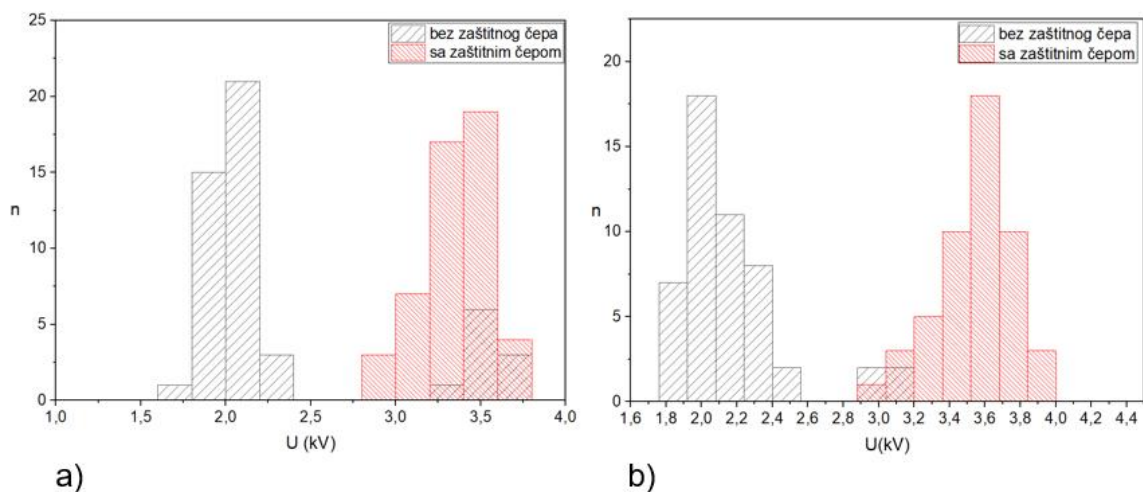 25
20
15
10
5
0
n
bez zaštitnog čepa
sa zaštitnim čepom
1,0 1,5 2,0 2,5 3,0 3,5 4,0
U (kV)
a)
20
15
10
5
0
n
bez zaštitnog čepa
sa zaštitnim čepom
1,6 1,8 2,0 2,2 2,4 2,6 2,8 3,0 3,2 3,4 3,6 3,8 4,0 4,2 4,4
U(kV)
b)